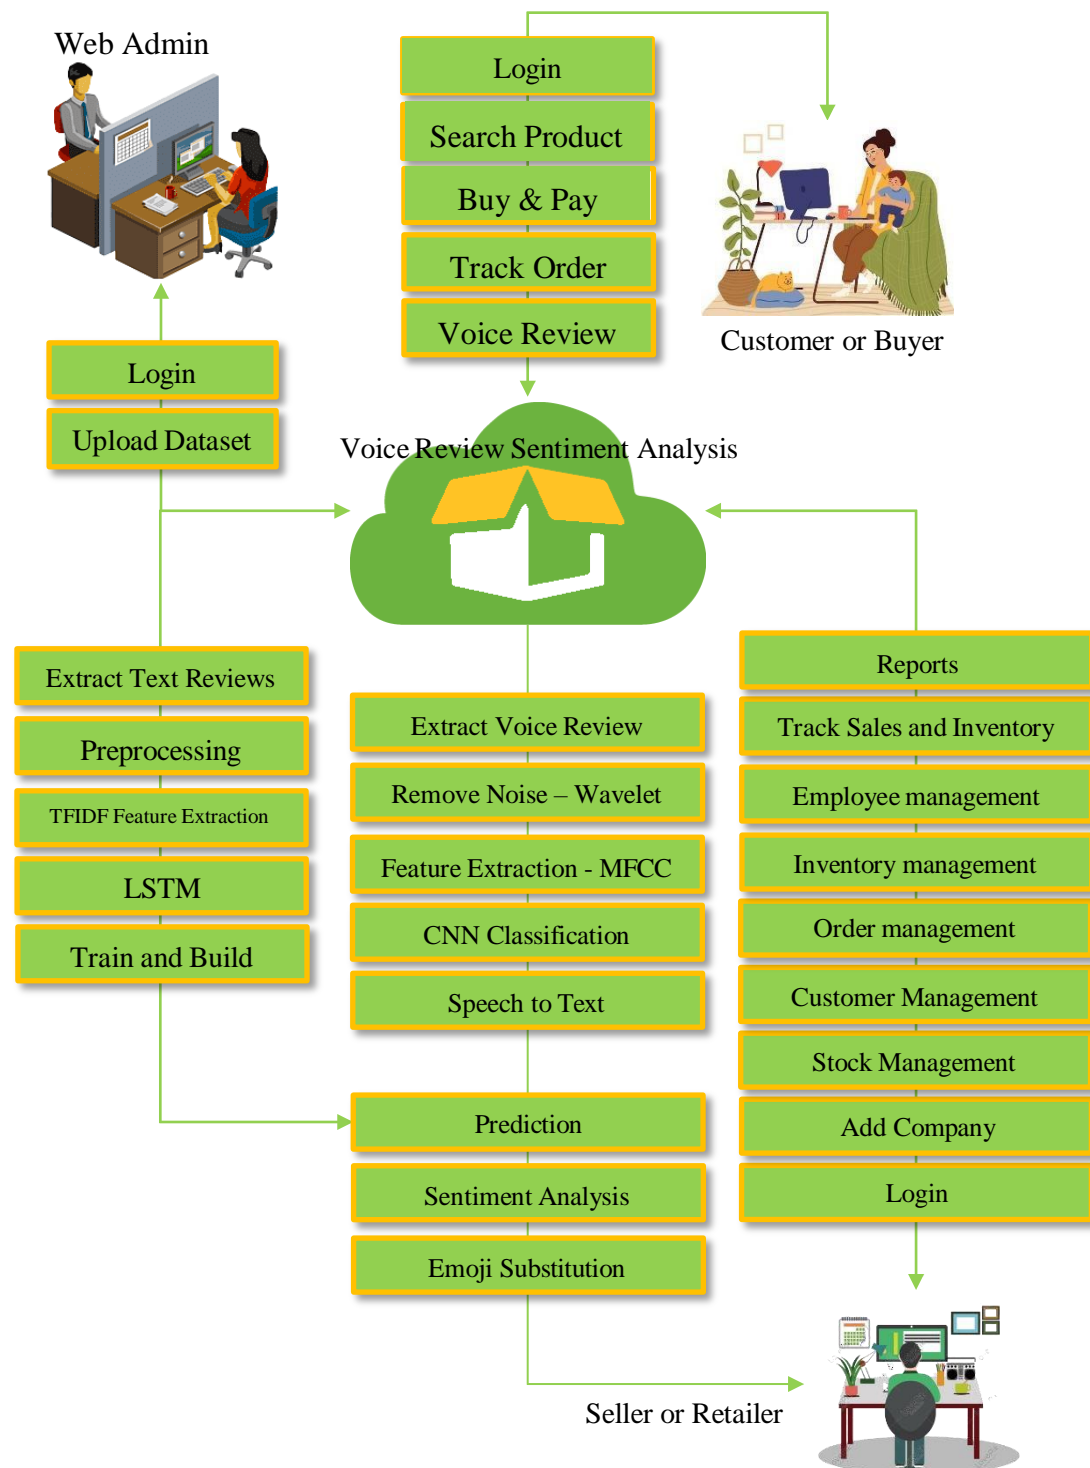 Web Admin
Login
Search Product
Buy & Pay
Track Order
Voice Review
Customer or Buyer
Login
Upload Dataset
Voice Review Sentiment Analysis
Extract Text Reviews
Preprocessing
TFIDF Feature Extraction
LSTM
Train and Build
Extract Voice Review
Remove Noise – Wavelet
Feature Extraction - MFCC
CNN Classification
Speech to Text
Prediction
Sentiment Analysis
Emoji Substitution
Reports
Track Sales and Inventory
Employee management
Inventory management
Order management
Customer Management
Stock Management
Add Company
Login
Seller or Retailer